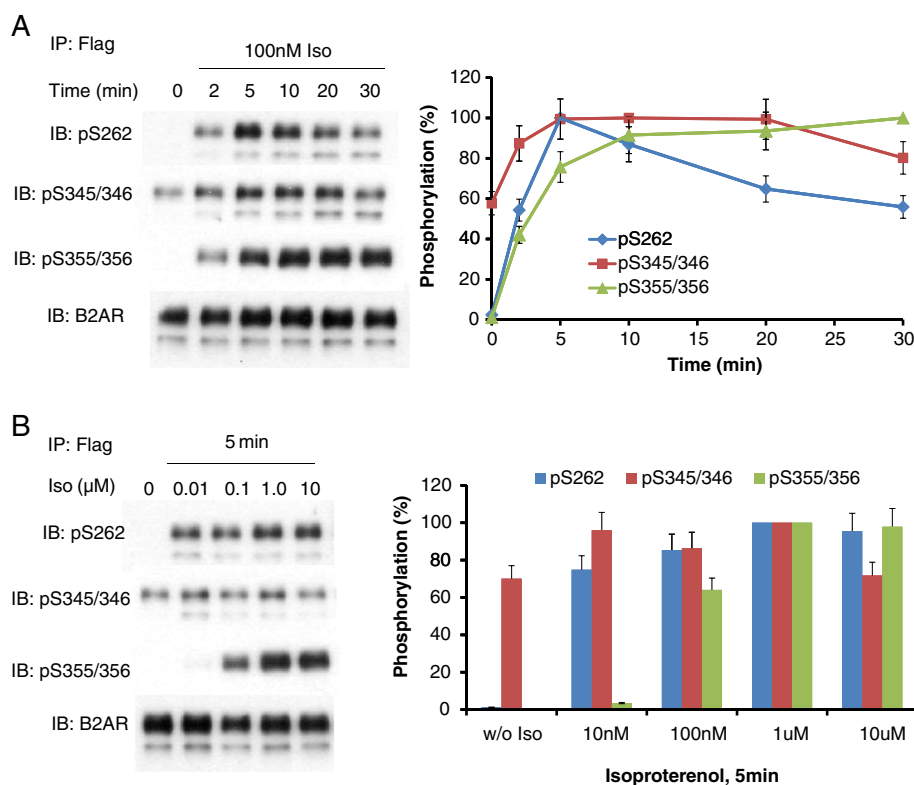 A
IP: Flag
100nM Iso
Time (min) 0 2 5 10 20 30
IB: pS262
IB: pS345/346
IB: pS355/356
IB: B2AR
Phosphorylation (%)
120
100
80
60
40
20
0
pS262
pS345/346
pS355/356
0 5 10 15 20 25 30
Time (min)
B
IP: Flag
5 min
Iso (µM) 0 0.01 0.1 1.0 10
IB: pS262
IB: pS345/346
IB: pS355/356
IB: B2AR
Phosphorylation (%)
120
100
80
60
40
20
0
pS262 pS345/346 pS355/356
w/o Iso 10nM 100nM 1uM 10uM
Isoproterenol, 5min